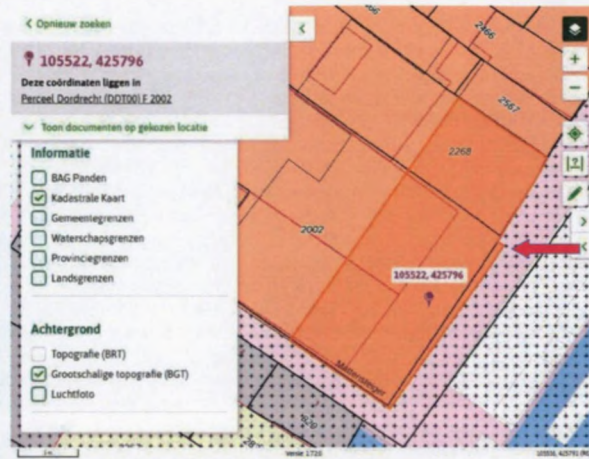 Opnieuw zoeken
105522, 425796
Deze coördinaten liggen in
Perceel Dordrecht (DDT00) F 2002
Toon documenten op gekozen locatie
Informatie
BAG Panden
Kadastrale Kaart
Gemeentegrenzen
Waterschapsgrenzen
Provinciegrenzen
Landsgrenzen
Achtergrond
Topografie (BRT)
Grootschalige topografie (BGT)
Luchtfoto
2466
2567
2268
2002
105522, 425796